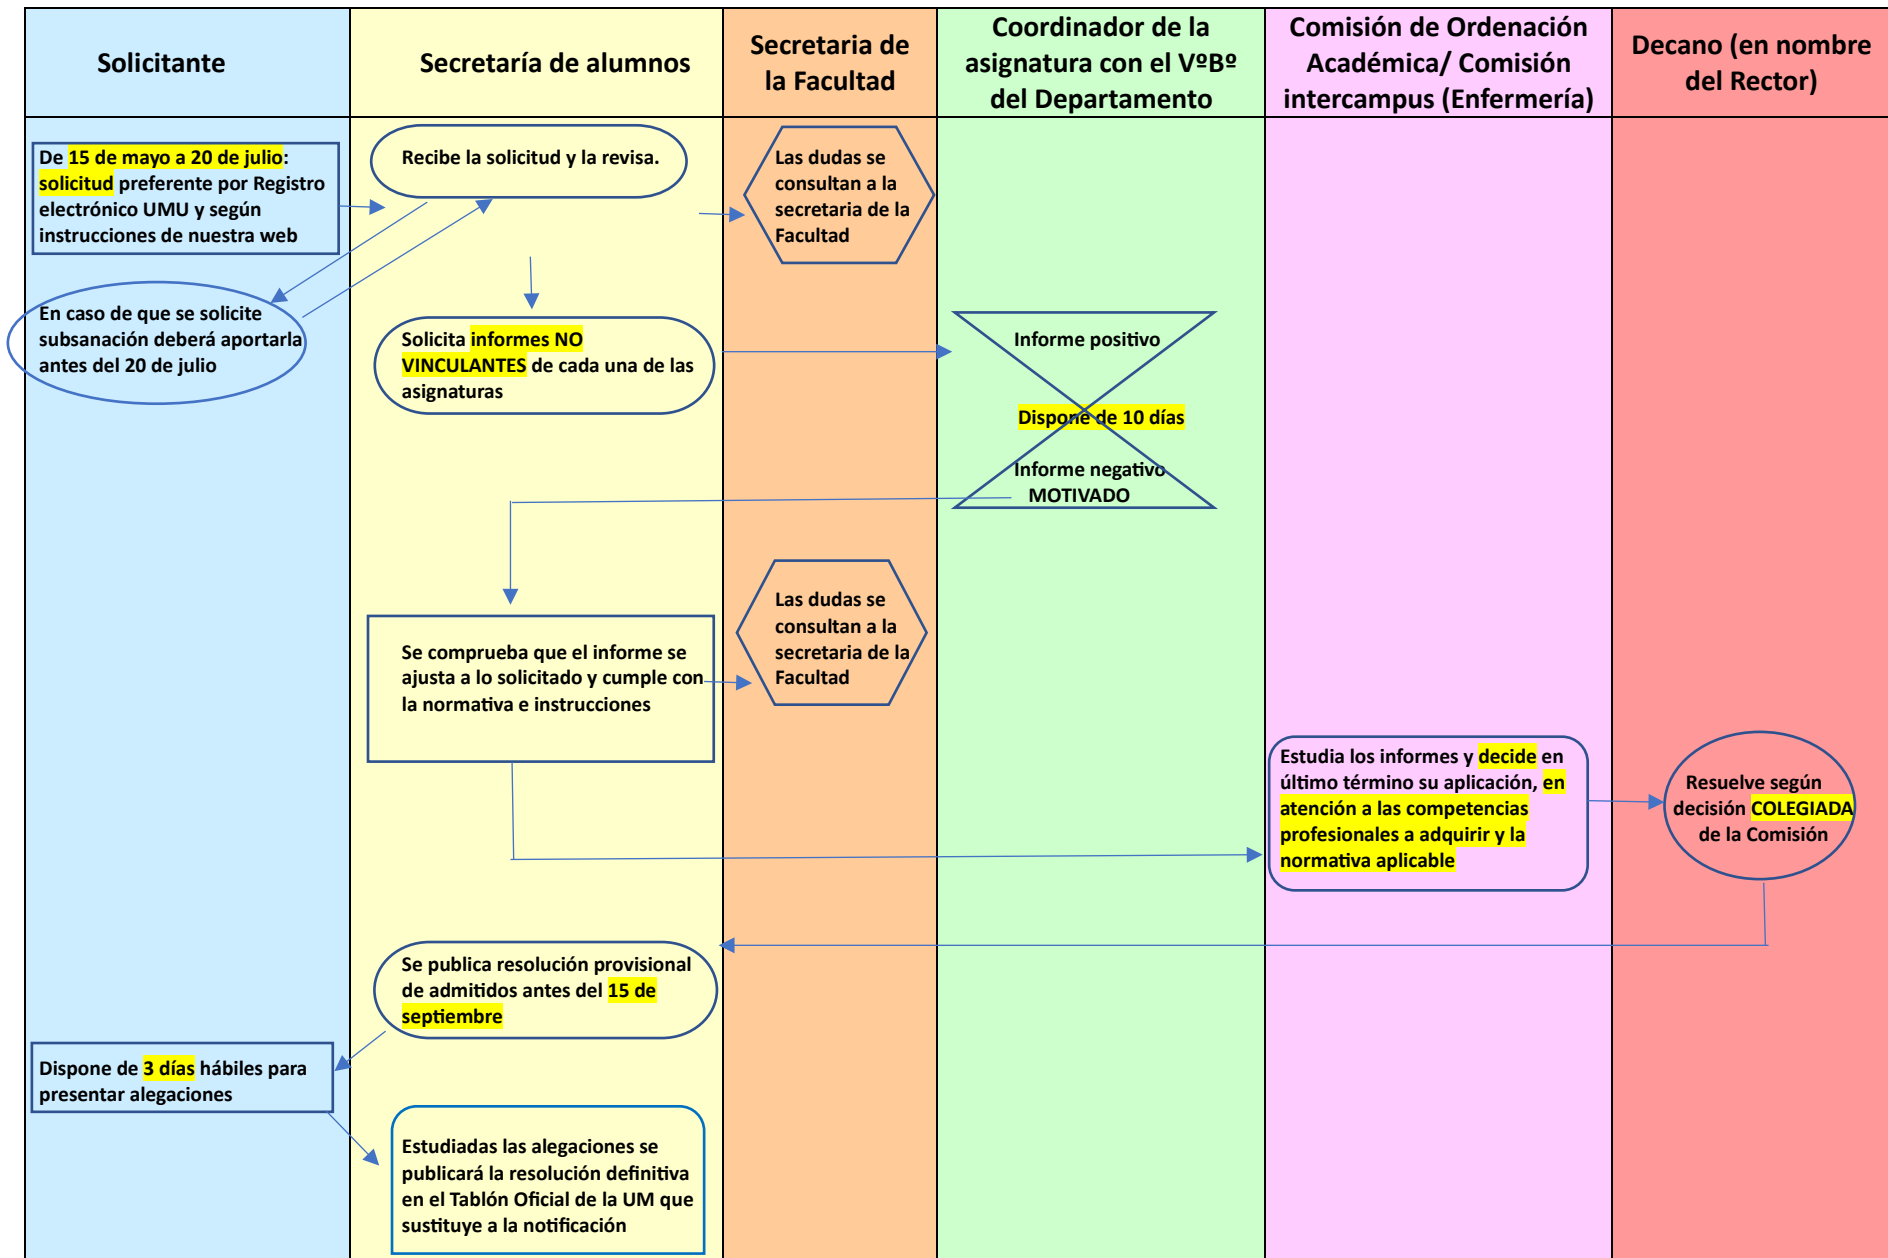 Solicitante
Secretaría de alumnos
Secretaria de
la Facultad
Coordinador de la
asignatura con el VºBº
del Departamento
Comisión de Ordenación
Académica/ Comisión
intercampus (Enfermería)
Decano (en nombre
del Rector)
De 15 de mayo a 20 de julio:
solicitud preferente por Registro
electrónico UMU y según
instrucciones de nuestra web
Recibe la solicitud y la revisa.
Las dudas se
consultan a la
secretaria de la
Facultad
En caso de que se solicite
subsanación deberá aportarla
antes del 20 de julio
Solicita informes NO
VINCULANTES de cada una de las
asignaturas
Informe positivo
Dispone de 10 días
Informe negativo
MOTIVADO
Se comprueba que el informe se
ajusta a lo solicitado y cumple con
la normativa e instrucciones
Las dudas se
consultan a la
secretaria de la
Facultad
Estudia los informes y decide en
último término su aplicación, en
atención a las competencias
profesionales a adquirir y la
normativa aplicable
Resuelve según
decisión COLEGIADA
de la Comisión
Se publica resolución provisional
de admitidos antes del 15 de
septiembre
Dispone de 3 días hábiles para
presentar alegaciones
Estudiadas las alegaciones se
publicará la resolución definitiva
en el Tablón Oficial de la UM que
sustituye a la notificación